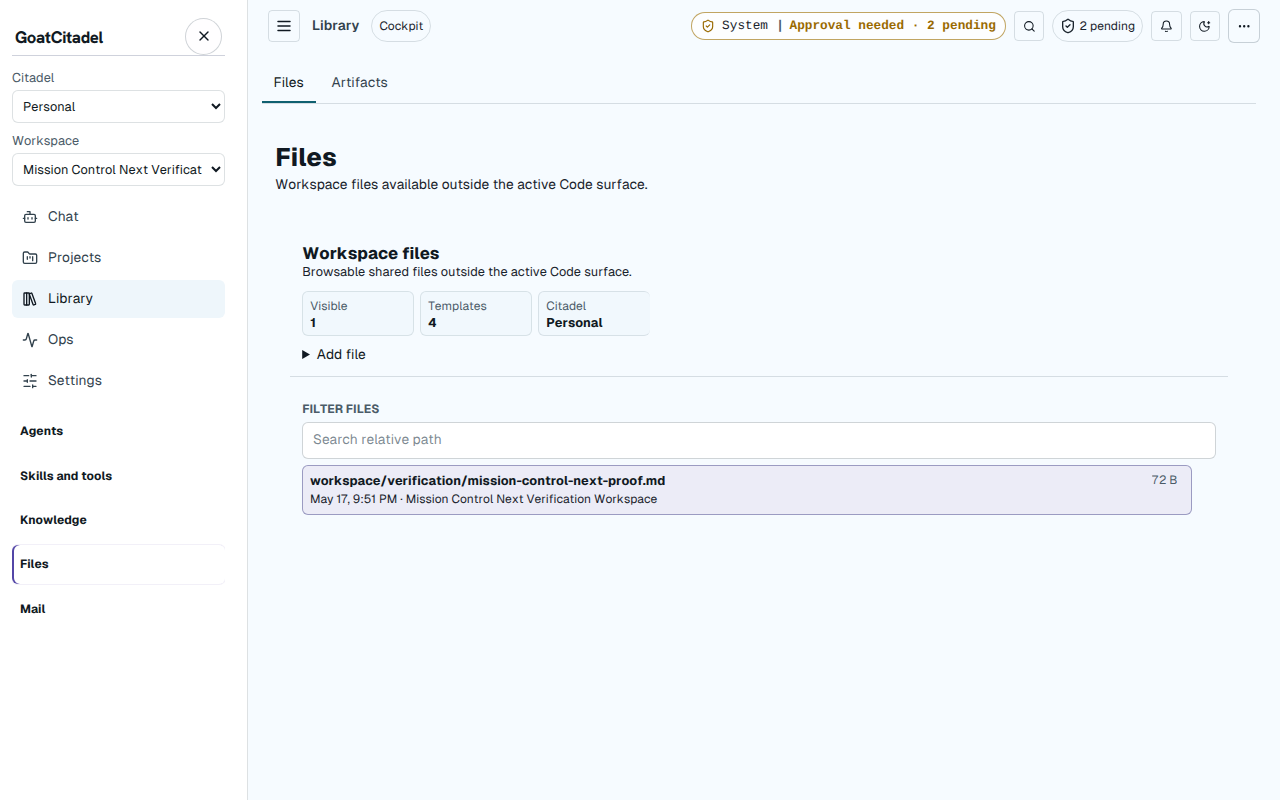 GoatCitadel
Citadel
Personal
Workspace
Mission Control Next Verificat
Chat
Projects
Library
Ops
Settings
Agents
Skills and tools
Knowledge
Files
Mail
Library
Cockpit
System | Approval needed · 2 pending
2 pending
Files
Artifacts
Files
Workspace files available outside the active Code surface.
Workspace files
Browsable shared files outside the active Code surface.
Visible
1
Templates
4
Citadel
Personal
Add file
FILTER FILES
Search relative path
workspace/verification/mission-control-next-proof.md
72 B
May 17, 9:51 PM · Mission Control Next Verification Workspace